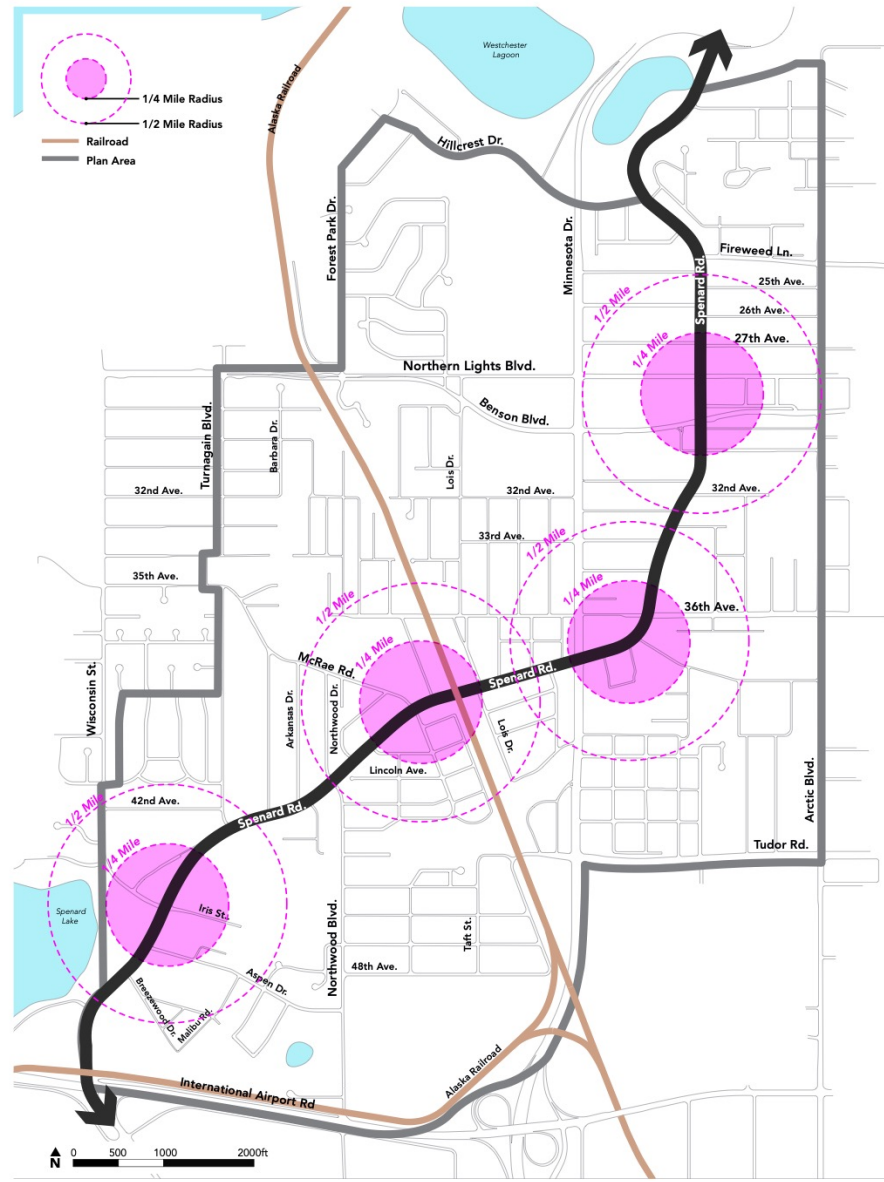 Westchester
Lagoon
1/4 Mile Radius
1/2 Mile Radius
Railroad
Plan Area
Alaska Railroad
Hillcrest Dr.
Forest Park Dr.
Minnesota Dr.
Fireweed Ln.
Spenard Rd.
25th Ave.
1/2 Mile
26th Ave.
27th Ave.
1/4 Mile
Northern Lights Blvd.
Benson Blvd.
Turnagain Blvd.
Barbara Dr.
Lois Dr.
32nd Ave.
32nd Ave.
32nd Ave.
33rd Ave.
1/2 Mile
35th Ave.
1/2 Mile
1/4 Mile
36th Ave.
1/4 Mile
McRae Rd.
Spenard Rd.
Wisconsin St.
Arkansas Dr.
Northwood Dr.
Lois Dr.
Lincoln Ave.
42nd Ave.
1/2 Mile
Spenard Rd.
Arctic Blvd.
Tudor Rd.
1/4 Mile
Spenard
Lake
Iris St.
Northwood Blvd.
Taft St.
48th Ave.
Aspen Dr.
Breezewood Dr.
Malibu Rd.
Alaska Railroad
International Airport Rd
N
0 500 1000 2000ft